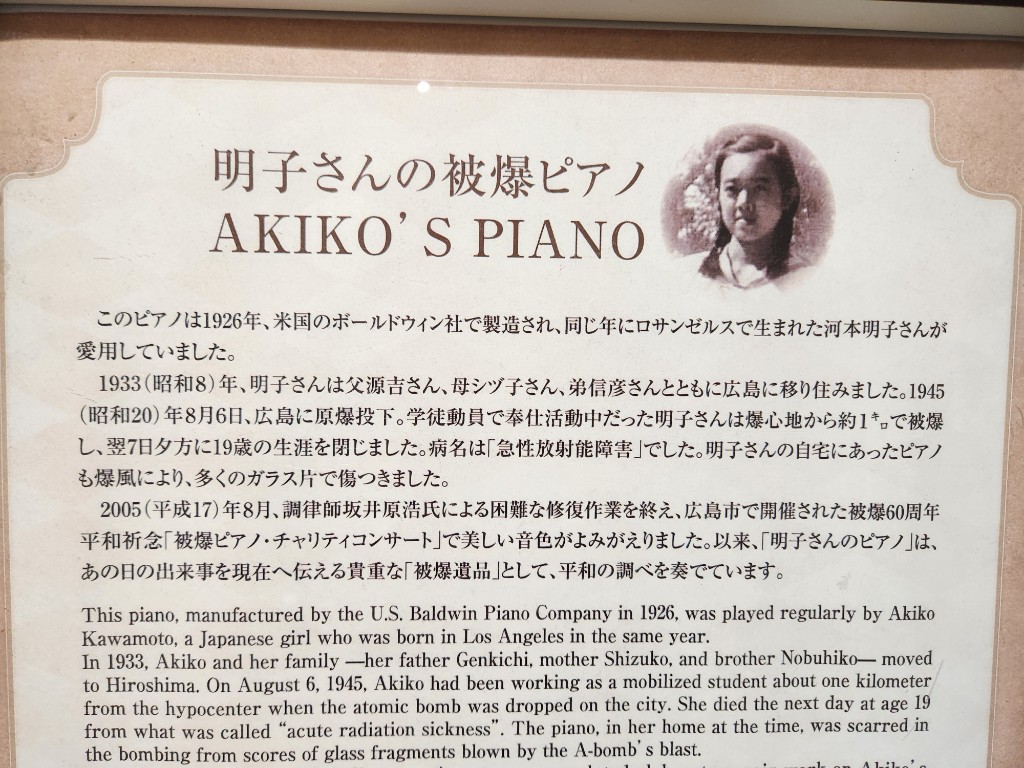 明子さんの被爆ピアノ
AKIKO'S PIANO
このピアノは1926年、米国のボールドウィン社で製造され、同じ年にロサンゼルスで生まれた河本明子さんが
愛用していました。
1933(昭和8)年、明子さんは父源吉さん、母シヅ子さん、弟信彦さんとともに広島に移り住みました。1945
(昭和20)年8月6日、広島に原爆投下。学徒動員で奉仕活動中だった明子さんは爆心地から約1㌔で被爆
し、翌7日夕方に19歳の生涯を閉じました。病名は「急性放射能障害」でした。明子さんの自宅にあったピアノ
も爆風により、多くのガラス片で傷つきました。
2005(平成17)年8月、調律師坂井原浩氏による困難な修復作業を終え、広島市で開催された被爆60周年
平和祈念「被爆ピアノ・チャリティコンサート」で美しい音色がよみがえりました。以来、「明子さんのピアノ」は、
あの日の出来事を現在へ伝える貴重な「被爆遺品」として、平和の調べを奏でています。
This piano, manufactured by the U.S. Baldwin Piano Company in 1926, was played regularly by Akiko
Kawamoto, a Japanese girl who was born in Los Angeles in the same year.
In 1933, Akiko and her family —her father Genkichi, mother Shizuko, and brother Nobuhiko— moved
to Hiroshima. On August 6, 1945, Akiko had been working as a mobilized student about one kilometer
from the hypocenter when the atomic bomb was dropped on the city. She died the next day at age 19
from what was called "acute radiation sickness". The piano, in her home at the time, was scarred in
the bombing from scores of glass fragments blown by the A-bomb's blast.